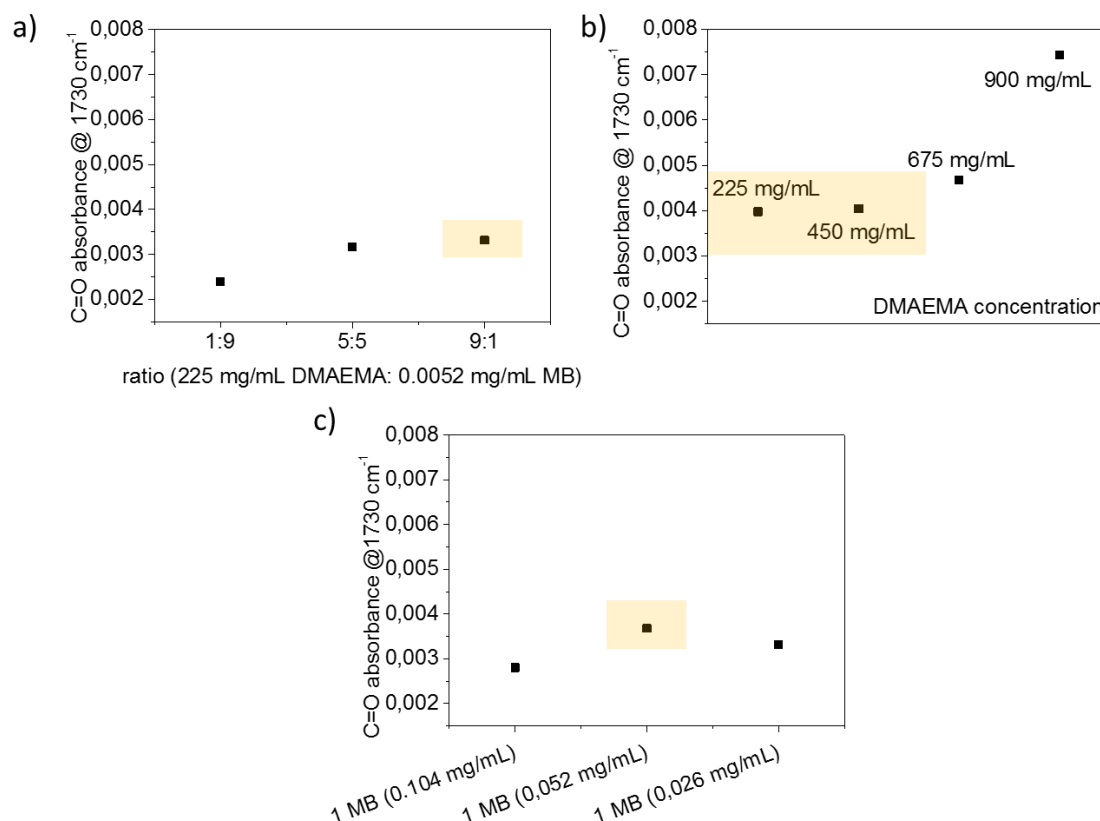 a)
C=O absorbance @ 1730 cm-1
0,008
0,007
0,006
0,005
0,004
0,003
0,002
1:9
5:5
9:1
ratio (225 mg/mL DMAEMA: 0.0052 mg/mL MB)
b)
C=O absorbance @ 1730 cm-1
0,008
0,007
0,006
0,005
0,004
0,003
0,002
225 mg/mL
450 mg/mL
675 mg/mL
900 mg/mL
DMAEMA concentration
c)
C=O absorbance @1730 cm-1
0,008
0,007
0,006
0,005
0,004
0,003
0,002
1 MB (0.104 mg/mL)
1 MB (0,052 mg/mL)
1 MB (0,026 mg/mL)